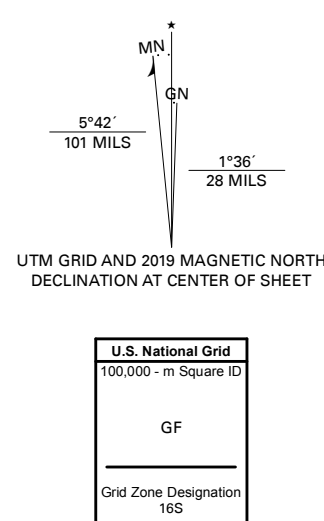 MN
GN
5°42´
101 MILS
1°36´
28 MILS
UTM GRID AND 2019 MAGNETIC NORTH
DECLINATION AT CENTER OF SHEET
U.S. National Grid
100,000 - m Square ID
GF
Grid Zone Designation
16S